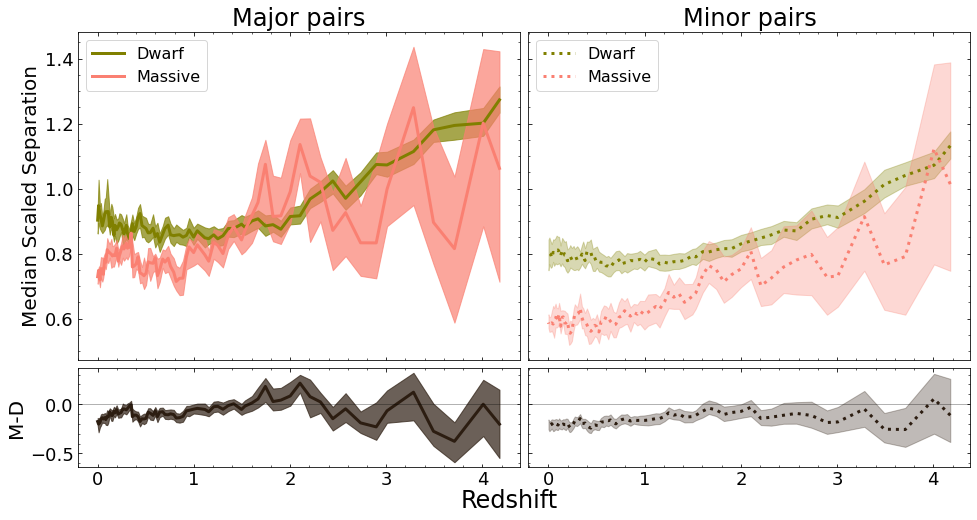 Major pairs
Minor pairs
Dwarf
Massive
Dwarf
Massive
Median Scaled Separation
1.4
1.2
1.0
0.8
0.6
M-D
0.0
−0.5
0 1 2 3 4
0 1 2 3 4
Redshift